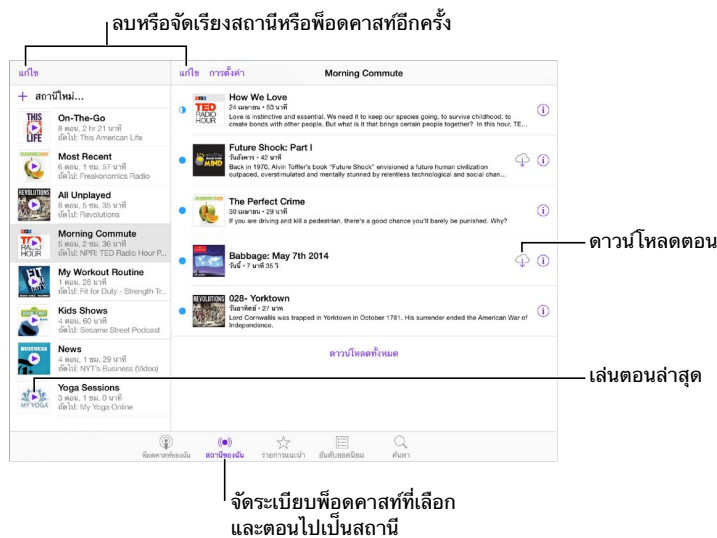 ลบหรือจัดเรียงสถานีหรือพ็อดคาสท์อีกครั้ง
แก้ไข
แก้ไข การตั้งค่า Morning Commute
+ สถานีใหม่...
THIS LIFE
On-The-Go
8 ตอน, 2 hr 21 นาที
ถัดไป: This American Life
Most Recent
6 ตอน, 1 ชม. 57 นาที
ถัดไป: Freakonomics Radio
REVOLUTIONS
All Unplayed
8 ตอน, 5 ชม. 35 นาที
ถัดไป: Revolutions
TED RADIO HOUR
Morning Commute
5 ตอน, 2 ชม. 36 นาที
ถัดไป: NPR: TED Radio Hour P...
My Workout Routine
1 ตอน, 26 นาที
ถัดไป: Fit for Duty - Strength Tr...
Kids Shows
4 ตอน, 60 นาที
ถัดไป: Sesame Street Podcast
BUSINESS
News
4 ตอน, 1 ชม. 29 นาที
ถัดไป: NYT's Business (Video)
MY YOGA
Yoga Sessions
3 ตอน, 1 ชม. 0 นาที
ถัดไป: My Yoga Online
TED RADIO HOUR
How We Love
24 เมษายน • 50 นาที
Love is instinctive and essential. We need it to keep our species going, to survive childhood, to
create bonds with other people. But what is it that brings certain people together? In this hour, TE...
MIND
Future Shock: Part I
วันอังคาร • 42 นาที
Back in 1970, Alvin Toffler's book "Future Shock" envisioned a future human civilization
outpaced, overstimulated and mentally stunned by relentless technological and social chan...
The Perfect Crime
30 เมษายน • 29 นาที
If you are driving and kill a pedestrian, there's a good chance you'll barely be punished. Why?
Babbage: May 7th 2014
วันนี้ • 7 นาที 35 วิ
REVOLUTIONS
028- Yorktown
วันอาทิตย์ • 27 นาที
Lord Cornwallis was trapped in Yorktown in October 1781. His surrender ended the American War of
Independence.
ดาวน์โหลดทั้งหมด
ดาวน์โหลดตอน
เล่นตอนล่าสุด
พ็อดคาสท์ของฉัน สถานีของฉัน รายการแนะนำ อันดับยอดนิยม ค้นหา
จัดระเบียบพ็อดคาสท์ที่เลือก
และตอนไปเป็นสถานี